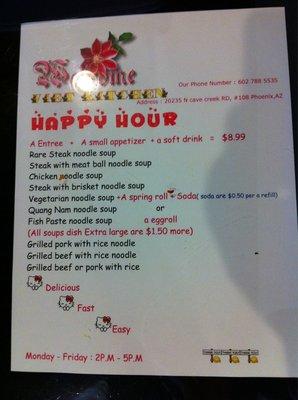 Welcome
Our Phone Number : 602 788 5535
Address : 20235 N cave creek RD, #108 Phoenix,AZ
HAPPY HOUR
A Entree + A small appetizer + a soft drink = $8.99
Rare Steak noodle soup
Steak with meat ball noodle soup
Chicken noodle soup
Steak with brisket noodle soup
Vegetarian noodle soup +A spring roll + Soda( soda are $0.50 per a refill)
Quang Nam noodle soup or
Fish Paste noodle soup a eggroll
(All soups dish Extra large are $1.50 more)
Grilled pork with rice noodle
Grilled beef with rice noodle
Grilled beef or pork with rice
Delicious
Fast
Easy
Monday - Friday : 2P.M - 5P.M